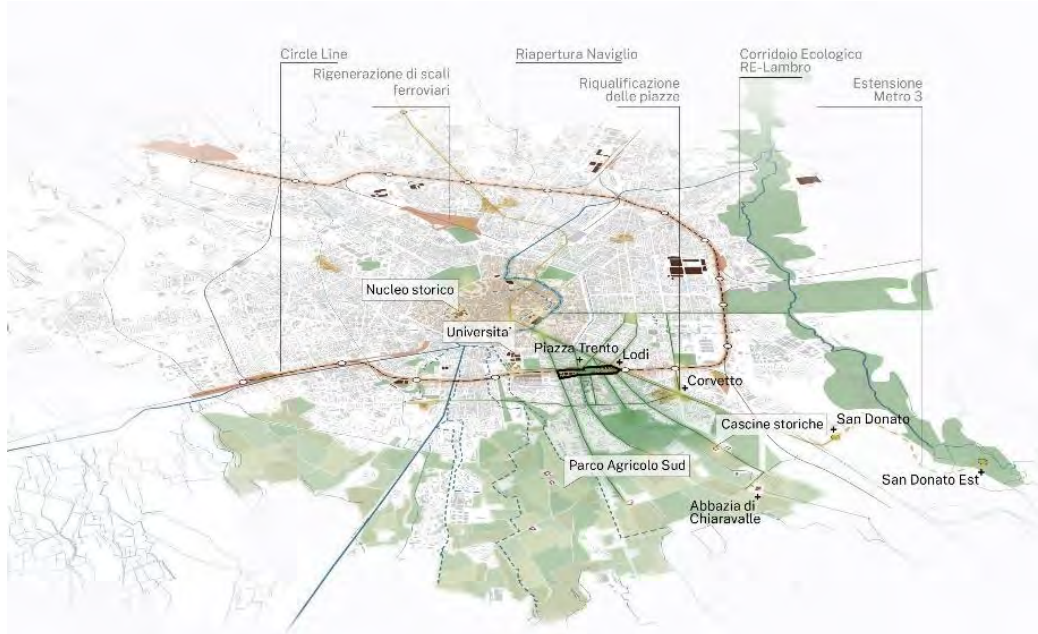 Circle Line
Riapertura Naviglio
Corridoio Ecologico
RE-Lambro
Rigenerazione di scali
ferroviari
Riqualificazione
delle piazze
Estensione
Metro 3
Nucleo storico
Universita'
Piazza Trento
Lodi
Corvetto
Cascine storiche
San Donato
Parco Agricolo Sud
San Donato Est
Abbazia di
Chiaravalle